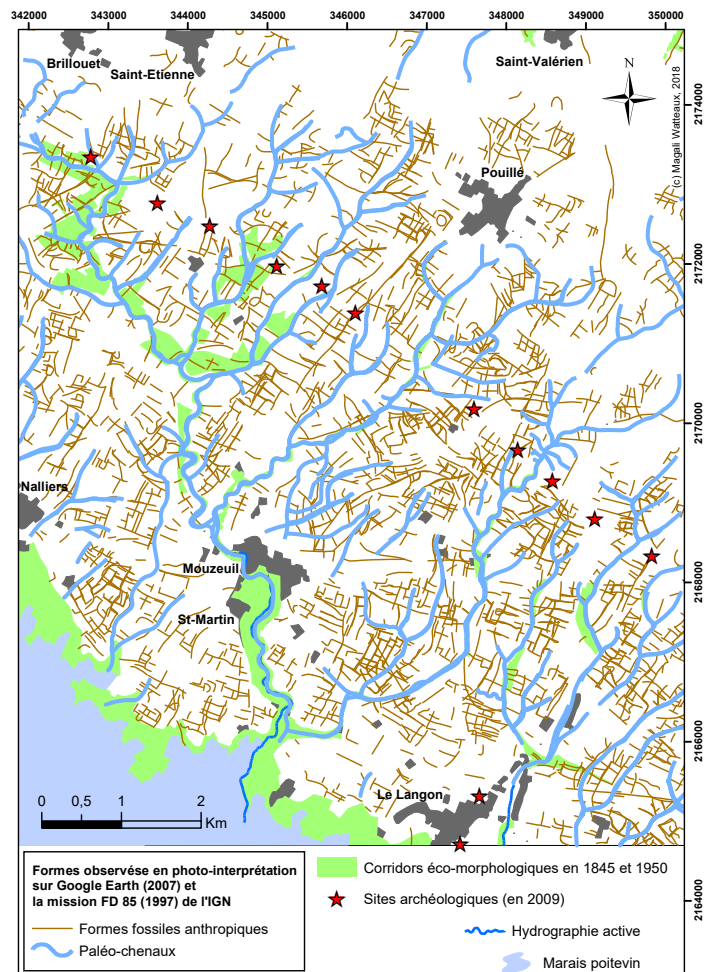 342000 343000 344000 345000 346000 347000 348000 349000 350000
Brillouet
Saint-Etienne
Saint-Valérien
N
2174000
(c) Magali Watteaux, 2018
Pouillé
2172000
2170000
Nalliers
Mouzeuil
2168000
St-Martin
2166000
Le Langon
0 0,5 1 2
Km
2164000
Formes observése en photo-interprétation
sur Google Earth (2007) et
la mission FD 85 (1997) de l'IGN
Formes fossiles anthropiques
Paléo-chenaux
Corridors éco-morphologiques en 1845 et 1950
Sites archéologiques (en 2009)
Hydrographie active
Marais poitevin